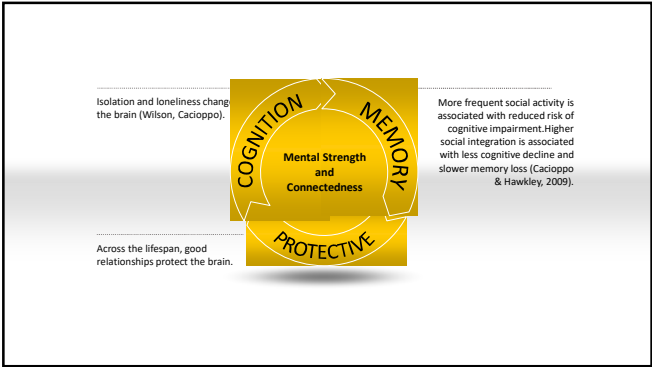 Isolation and loneliness chang
the brain (Wilson, Cacioppo).
COGNITION
MEMORY
PROTECTIVE
Mental Strength
and
Connectedness
More frequent social activity is
associated with reduced risk of
cognitive impairment.Higher
social integration is associated
with less cognitive decline and
slower memory loss (Cacioppo
& Hawkley, 2009).
Across the lifespan, good
relationships protect the brain.